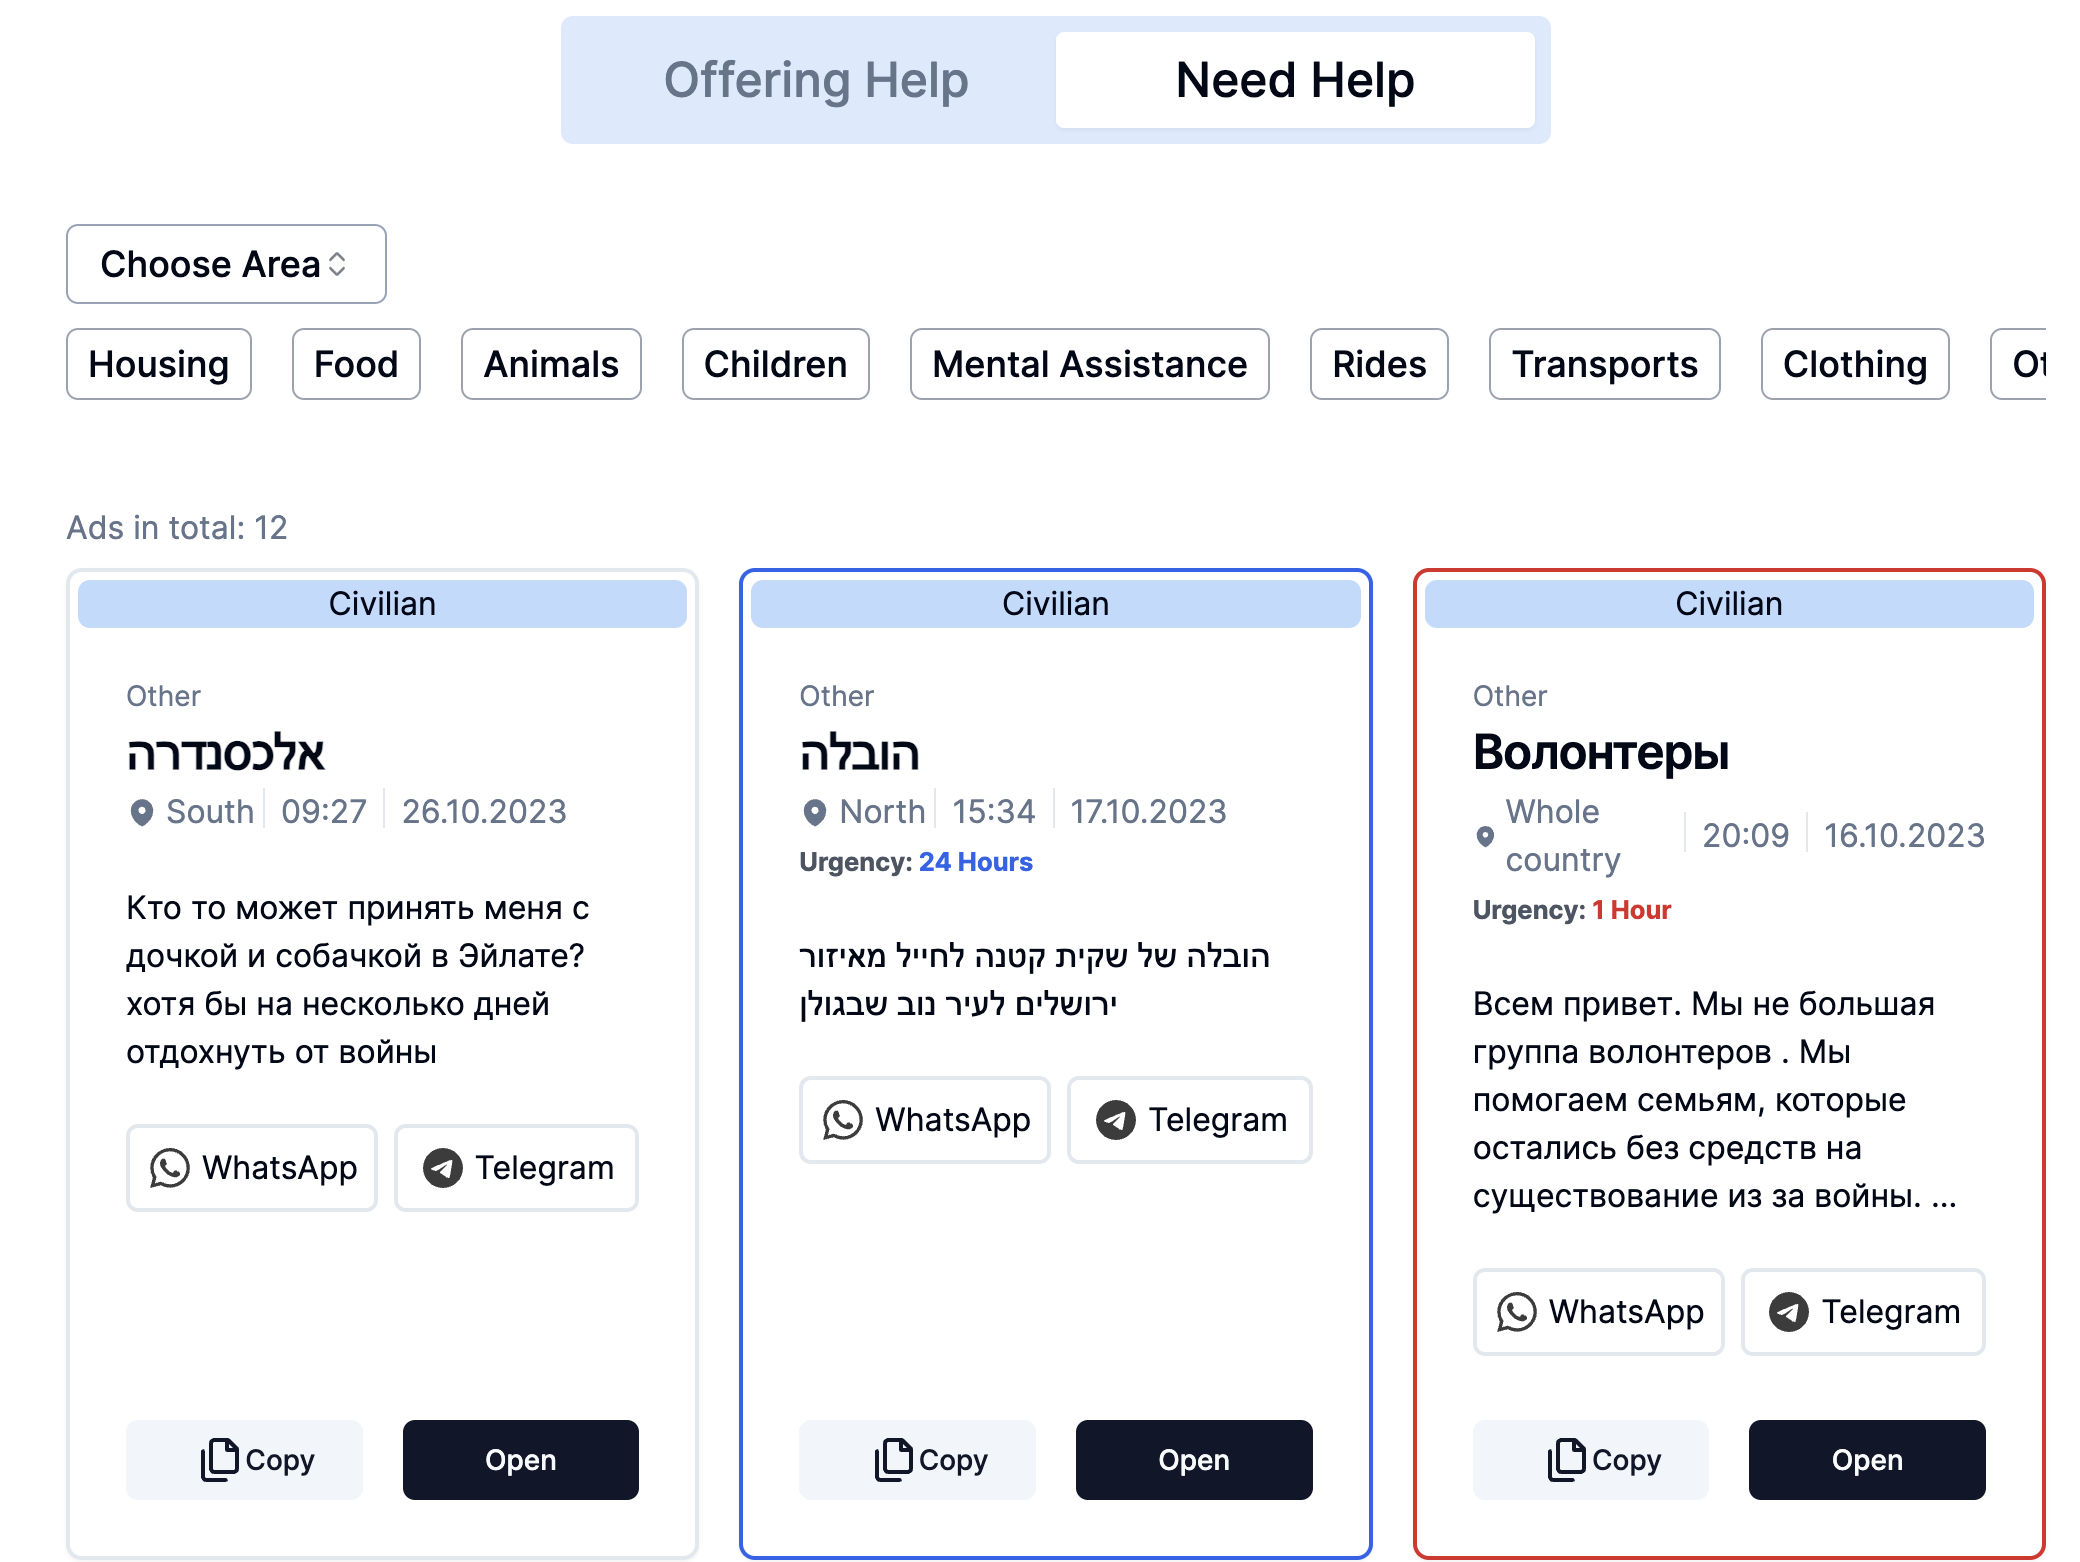 Offering Help
Need Help
Choose Area
Housing
Food
Animals
Children
Mental Assistance
Rides
Transports
Clothing
Ads in total: 12
Civilian
Other
אלכסנדרה
South 09:27 26.10.2023
Кто то может принять меня с
дочкой и собачкой в Эйлате?
хотя бы на несколько дней
отдохнуть от войны
WhatsApp
Telegram
Copy
Open
Civilian
Other
הובלה
North 15:34 17.10.2023
Urgency: 24 Hours
הובלה של שקית קטנה לחייל מאיזור
ירושלים לעיר נוב שבגולן
WhatsApp
Telegram
Copy
Open
Civilian
Other
Волонтеры
Whole
country
20:09 16.10.2023
Urgency: 1 Hour
Всем привет. Мы не большая
группа волонтеров . Мы
помогаем семьям, которые
остались без средств на
существование из за войны. ...
WhatsApp
Telegram
Copy
Open